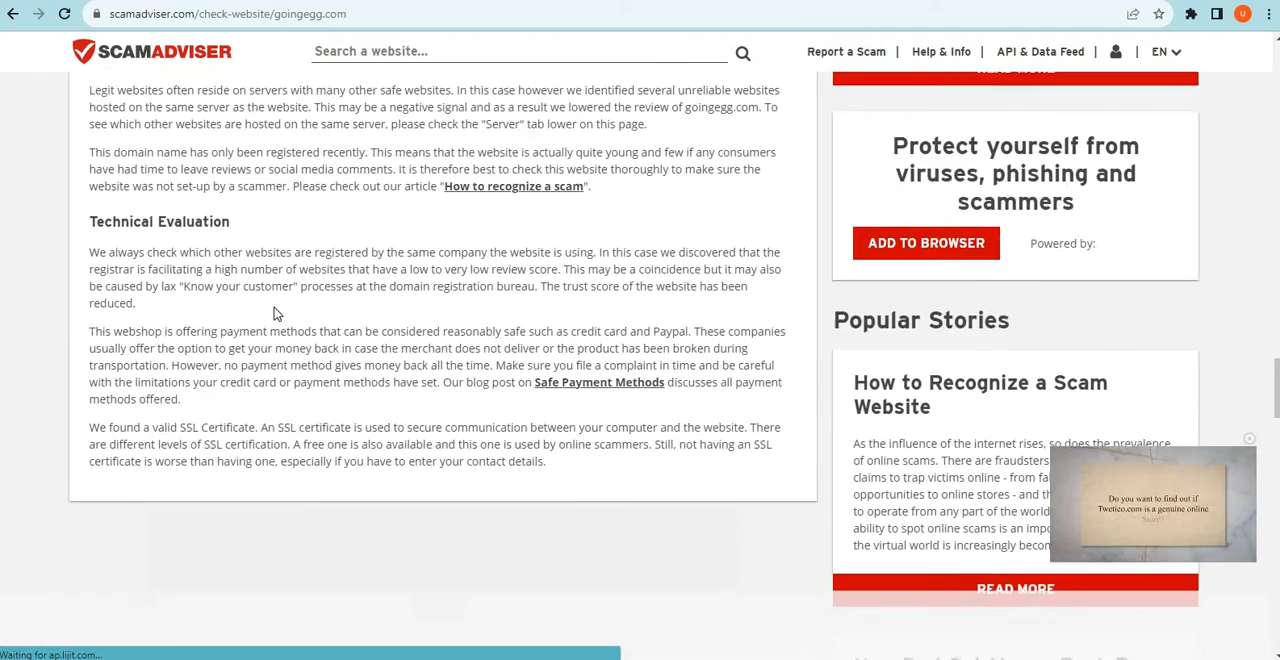 scamadviser.com/check-website/goingegg.com
u
SCAMADVISER
Search a website...
Report a Scam | Help & Info | API & Data Feed | | EN
Legit websites often reside on servers with many other safe websites. In this case however we identified several unreliable websites
hosted on the same server as the website. This may be a negative signal and as a result we lowered the review of goingegg.com. To
see which other websites are hosted on the same server, please check the "Server" tab lower on this page.
This domain name has only been registered recently. This means that the website is actually quite young and few if any consumers
have had time to leave reviews or social media comments. It is therefore best to check this website thoroughly to make sure the
website was not set-up by a scammer. Please check out our article "How to recognize a scam".
Technical Evaluation
We always check which other websites are registered by the same company the website is using. In this case we discovered that the
registrar is facilitating a high number of websites that have a low to very low review score. This may be a coincidence but it may also
be caused by lax "Know your customer" processes at the domain registration bureau. The trust score of the website has been
reduced.
This webshop is offering payment methods that can be considered reasonably safe such as credit card and Paypal. These companies
usually offer the option to get your money back in case the merchant does not deliver or the product has been broken during
transportation. However, no payment method gives money back all the time. Make sure you file a complaint in time and be careful
with the limitations your credit card or payment methods have set. Our blog post on Safe Payment Methods discusses all payment
methods offered.
We found a valid SSL Certificate. An SSL certificate is used to secure communication between your computer and the website. There
are different levels of SSL certification. A free one is also available and this one is used by online scammers. Still, not having an SSL
certificate is worse than having one, especially if you have to enter your contact details.
READ MORE
Protect yourself from
viruses, phishing and
scammers
ADD TO BROWSER Powered by:
Popular Stories
How to Recognize a Scam
Website
As the influence of the internet rises, so does the prevalence
of online scams. There are fraudsters
claims to trap victims online - from fa
opportunities to online stores - and th
to operate from any part of the world
ability to spot online scams is an impo
the virtual world is increasingly becom
Do you want to find out if
Twetico.com is a genuine online
Store?
READ MORE
Waiting for ap.lijit.com...